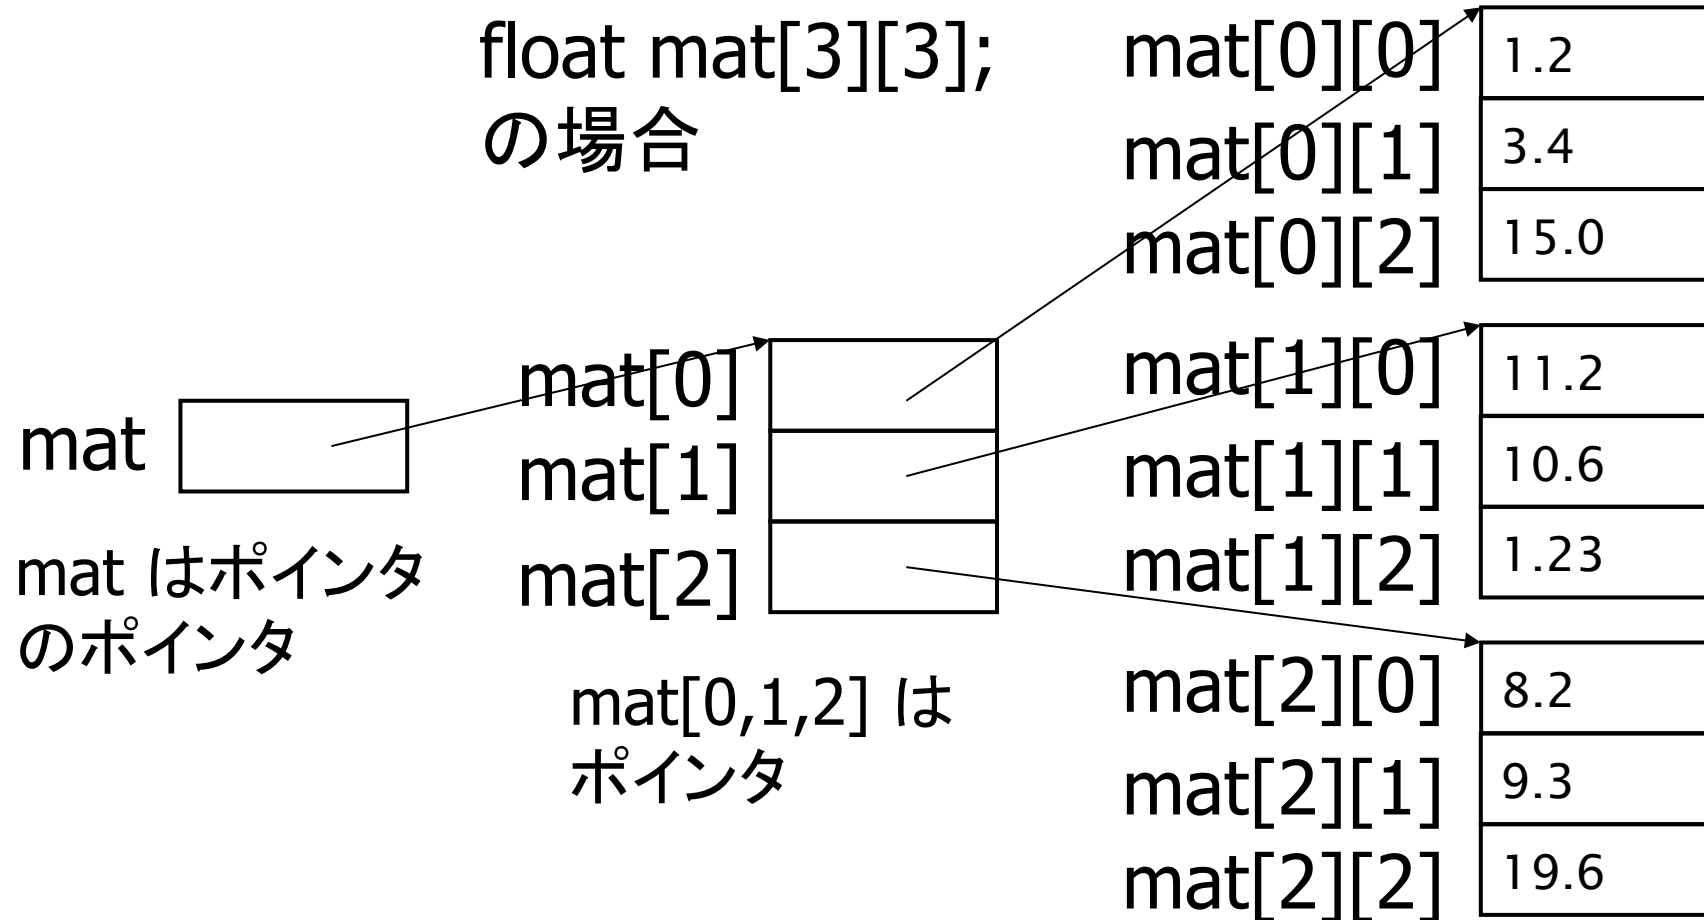 float mat[3][3];
の場合
mat
mat はポインタ
のポインタ
mat[0]
mat[1]
mat[2]
mat[0,1,2] は
ポインタ
mat[0][0] 1.2
mat[0][1] 3.4
mat[0][2] 15.0
mat[1][0] 11.2
mat[1][1] 10.6
mat[1][2] 1.23
mat[2][0] 8.2
mat[2][1] 9.3
mat[2][2] 19.6